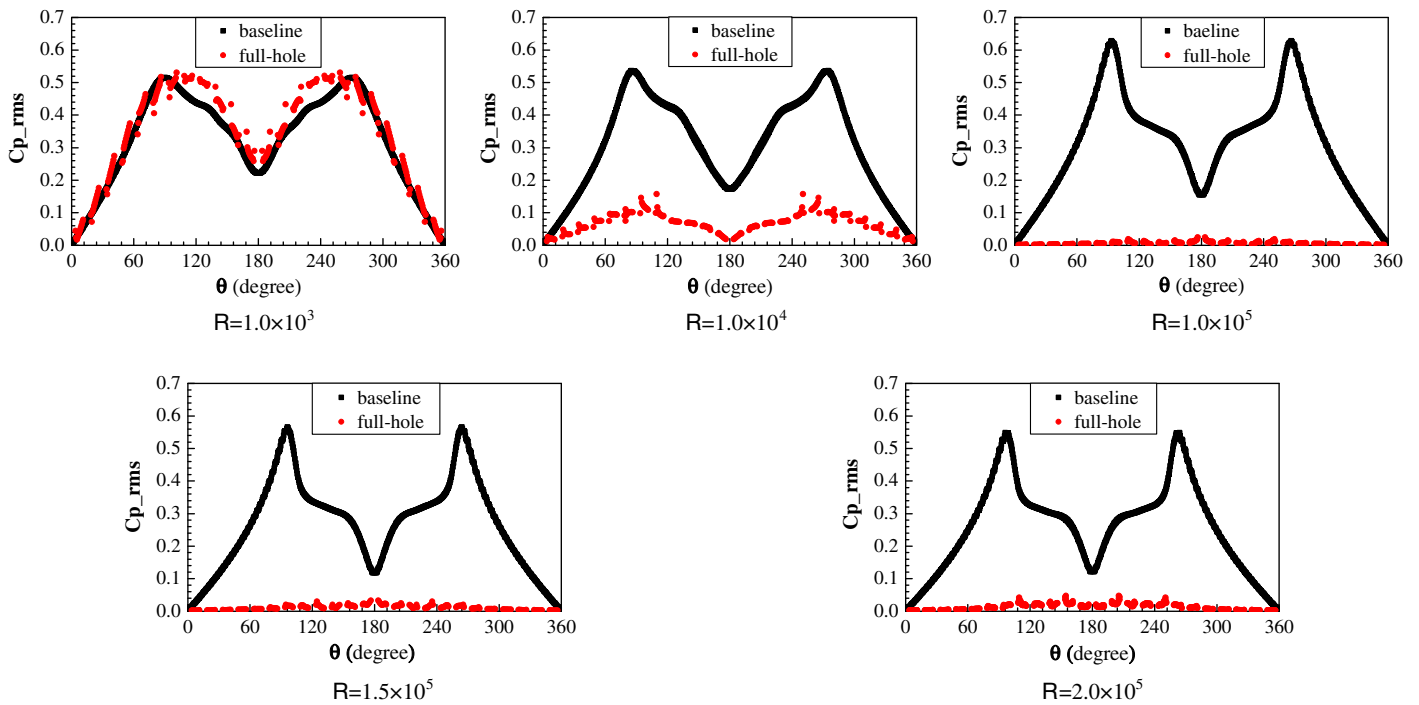 0.7
0.6
0.5
0.4
0.3
0.2
0.1
0.0
Cp_rms
baseline
full-hole
0 60 120 180 240 300 360
θ (degree)
R=1.0×10³
0.7
0.6
0.5
0.4
0.3
0.2
0.1
0.0
Cp_rms
baseline
full-hole
0 60 120 180 240 300 360
θ (degree)
R=1.0×10⁴
0.7
0.6
0.5
0.4
0.3
0.2
0.1
0.0
Cp_rms
baeline
full-hole
0 60 120 180 240 300 360
θ (degree)
R=1.0×10⁵
0.7
0.6
0.5
0.4
0.3
0.2
0.1
0.0
Cp_rms
baseline
full-hole
0 60 120 180 240 300 360
θ (degree)
R=1.5×10⁵
0.7
0.6
0.5
0.4
0.3
0.2
0.1
0.0
Cp_rms
baseline
full-hole
0 60 120 180 240 300 360
θ (degree)
R=2.0×10⁵